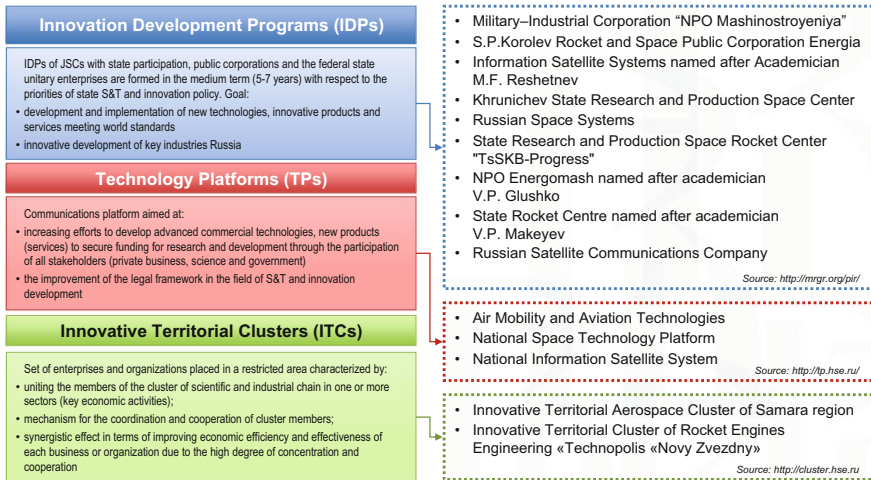 Innovation Development Programs (IDPs)
IDPs of JSCs with state participation, public corporations and the federal state
unitary enterprises are formed in the medium term (5-7 years) with respect to the
priorities of state S&T and innovation policy. Goal:
• development and implementation of new technologies, innovative products and
services meeting world standards
• innovative development of key industries Russia
Technology Platforms (TPs)
Communications platform aimed at:
• increasing efforts to develop advanced commercial technologies, new products
(services) to secure funding for research and development through the participation
of all stakeholders (private business, science and government)
• the improvement of the legal framework in the field of S&T and innovation
development
Innovative Territorial Clusters (ITCs)
Set of enterprises and organizations placed in a restricted area characterized by:
• uniting the members of the cluster of scientific and industrial chain in one or more
sectors (key economic activities);
• mechanism for the coordination and cooperation of cluster members;
• synergistic effect in terms of improving economic efficiency and effectiveness of
each business or organization due to the high degree of concentration and
cooperation
• Military–Industrial Corporation “NPO Mashinostroyeniya”
• S.P.Korolev Rocket and Space Public Corporation Energia
• Information Satellite Systems named after Academician
M.F. Reshetnev
• Khrunichev State Research and Production Space Center
• Russian Space Systems
• State Research and Production Space Rocket Center
"TsSKB-Progress"
• NPO Energomash named after academician
V.P. Glushko
• State Rocket Centre named after academician
V.P. Makeyev
• Russian Satellite Communications Company
Source: http://mrgr.org/pir/
• Air Mobility and Aviation Technologies
• National Space Technology Platform
• National Information Satellite System
Source: http://tp.hse.ru/
• Innovative Territorial Aerospace Cluster of Samara region
• Innovative Territorial Cluster of Rocket Engines
Engineering «Technopolis «Novy Zvezdny»
Source: http://cluster.hse.ru